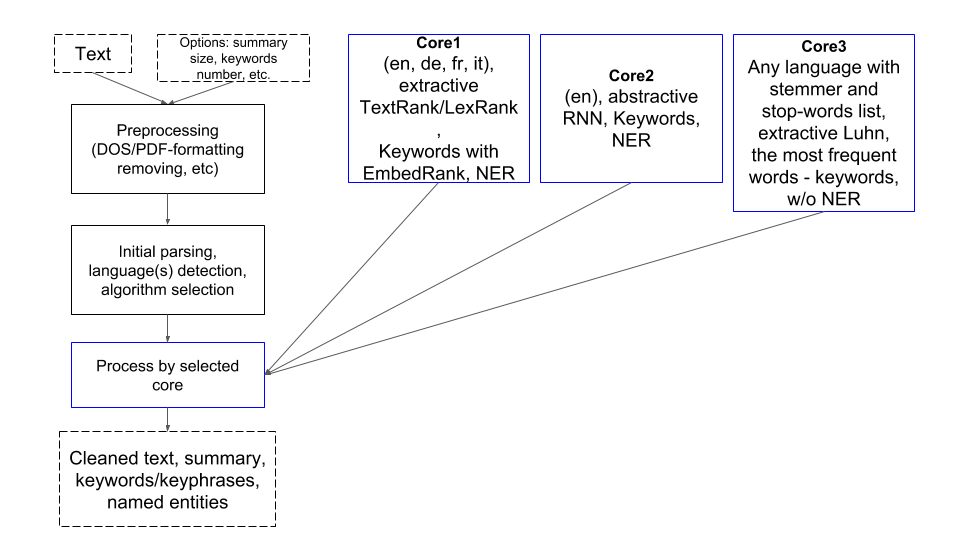 Text
Options: summary
size, keywords
number, etc.
Preprocessing
(DOS/PDF-formatting
removing, etc)
Initial parsing,
language(s) detection,
algorithm selection
Process by selected
core
Cleaned text, summary,
keywords/keyphrases,
named entities
Core1
(en, de, fr, it),
extractive
TextRank/LexRank
,
Keywords with
EmbedRank, NER
Core2
(en), abstractive
RNN, Keywords,
NER
Core3
Any language with
stemmer and
stop-words list,
extractive Luhn,
the most frequent
words - keywords,
w/o NER